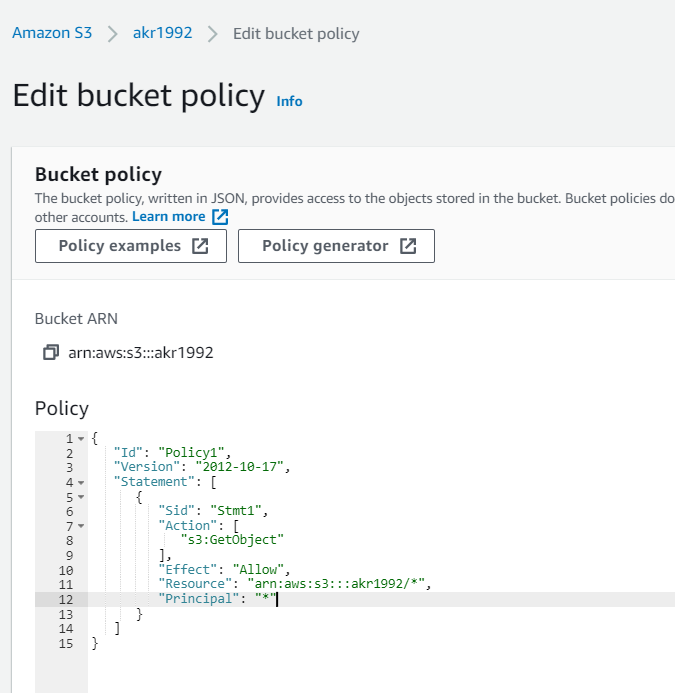 Amazon S3 > akr1992 > Edit bucket policy
Edit bucket policy Info
Bucket policy
The bucket policy, written in JSON, provides access to the objects stored in the bucket. Bucket policies do
other accounts. Learn more
Policy examples Policy generator
Bucket ARN
arn:aws:s3:::akr1992
Policy
1 {
2 "Id": "Policy1",
3 "Version": "2012-10-17",
4 "Statement": [
5 {
6 "Sid": "Stmt1",
7 "Action": [
8 "s3:GetObject"
9 ],
10 "Effect": "Allow",
11 "Resource": "arn:aws:s3:::akr1992/*",
12 "Principal": "*"
13 }
14 ]
15 }